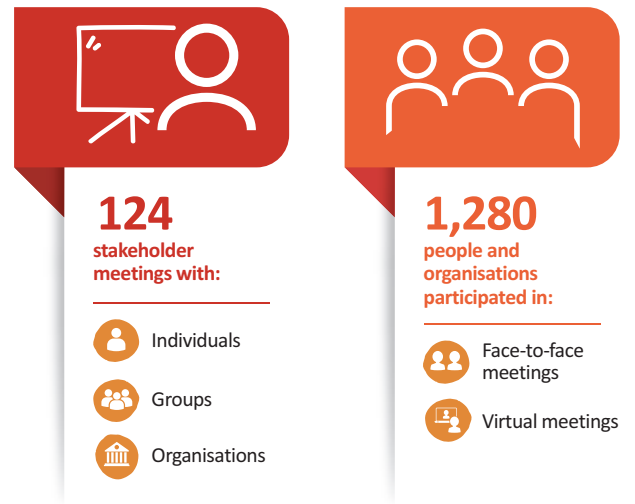 124
stakeholder
meetings with:
Individuals
Groups
Organisations
1,280
people and
organisations
participated in:
Face-to-face
meetings
Virtual meetings